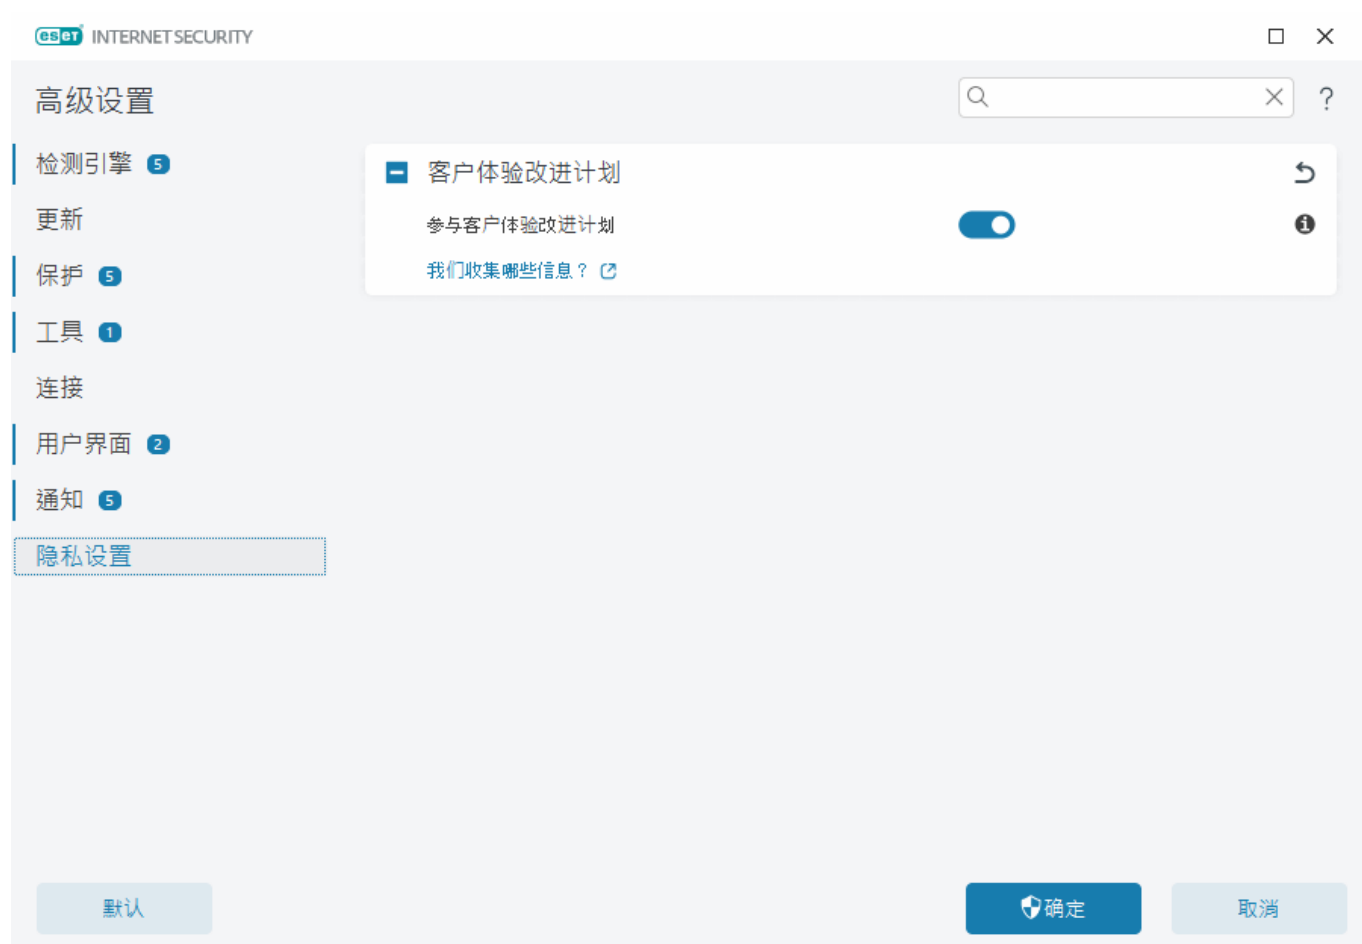 eset INTERNET SECURITY
高级设置
?
检测引擎 5
更新
保护 5
工具 1
连接
用户界面 2
通知 5
隐私设置
客户体验改进计划
参与客户体验改进计划
我们收集哪些信息？
默认
确定
取消